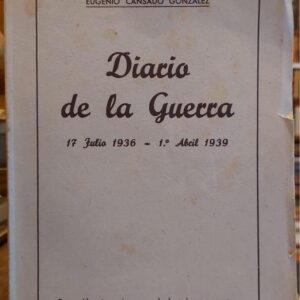 EUGENIO CANSADO GONZALEZ
Diario
de la Guerra
17 Julio 1936 - 1.º Abril 1939